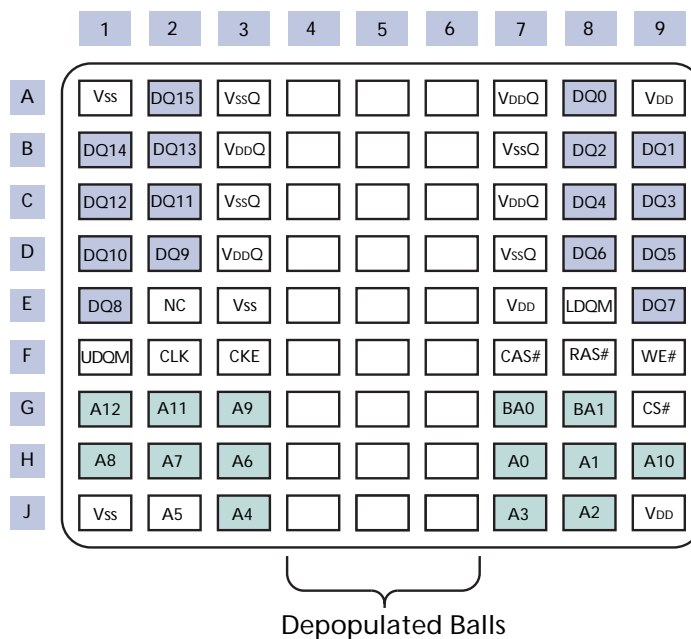 1 2 3 4 5 6 7 8 9
A Vss DQ15 VssQ VDDQ DQ0 VDD
B DQ14 DQ13 VDDQ VssQ DQ2 DQ1
C DQ12 DQ11 VssQ VDDQ DQ4 DQ3
D DQ10 DQ9 VDDQ VssQ DQ6 DQ5
E DQ8 NC Vss VDD LDQM DQ7
F UDQM CLK CKE CAS# RAS# WE#
G A12 A11 A9 BA0 BA1 CS#
H A8 A7 A6 A0 A1 A10
J Vss A5 A4 A3 A2 VDD
Depopulated Balls